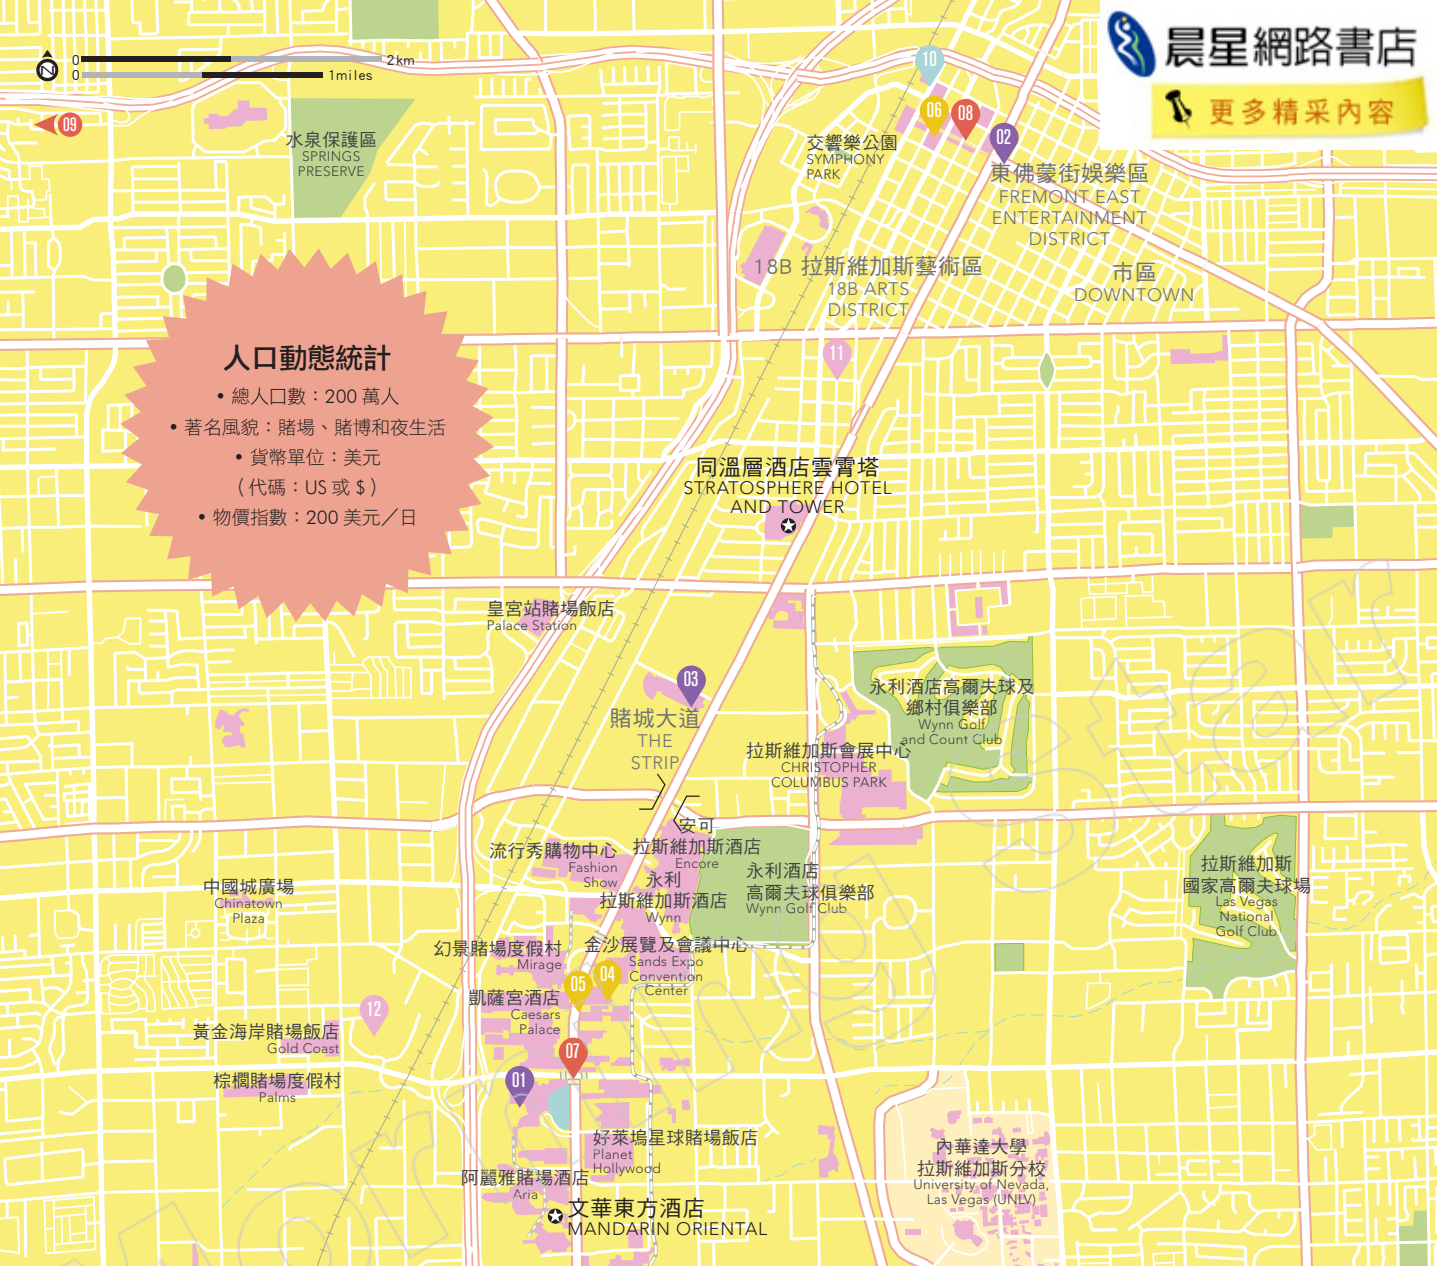 0
2km
0
1miles
N
晨星網路書店
更多精采內容
09
10
06
08
02
水泉保護區
SPRINGS
PRESERVE
交響樂公園
SYMPHONY
PARK
東佛蒙街娛樂區
FREMONT EAST
ENTERTAINMENT
DISTRICT
18B 拉斯維加斯藝術區
18B ARTS
DISTRICT
市區
DOWNTOWN
11
人口動態統計
• 總人口數：200 萬人
• 著名風貌：賭場、賭博和夜生活
• 貨幣單位：美元
（代碼：US 或 $）
• 物價指數：200 美元／日
同溫層酒店雲霄塔
STRATOSPHERE HOTEL
AND TOWER
皇宮站賭場飯店
Palace Station
03
賭城大道
THE
STRIP
永利酒店高爾夫球及
鄉村俱樂部
Wynn Golf
and Count Club
拉斯維加斯會展中心
CHRISTOPHER
COLUMBUS PARK
安可
拉斯維加斯酒店
Encore
流行秀購物中心
Fashion
Show
永利
拉斯維加斯酒店
Wynn
永利酒店
高爾夫球俱樂部
Wynn Golf Club
拉斯維加斯
國家高爾夫球場
Las Vegas
National
Golf Club
中國城廣場
Chinatown
Plaza
幻景賭場度假村
Mirage
金沙展覽及會議中心
Sands Expo
Convention
Center
04
05
凱薩宮酒店
Caesars
Palace
12
黃金海岸賭場飯店
Gold Coast
07
01
棕櫚賭場度假村
Palms
好萊塢星球賭場飯店
Planet
Hollywood
阿麗雅賭場酒店
Aria
文華東方酒店
MANDARIN ORIENTAL
內華達大學
拉斯維加斯分校
University of Nevada,
Las Vegas (UNLV)